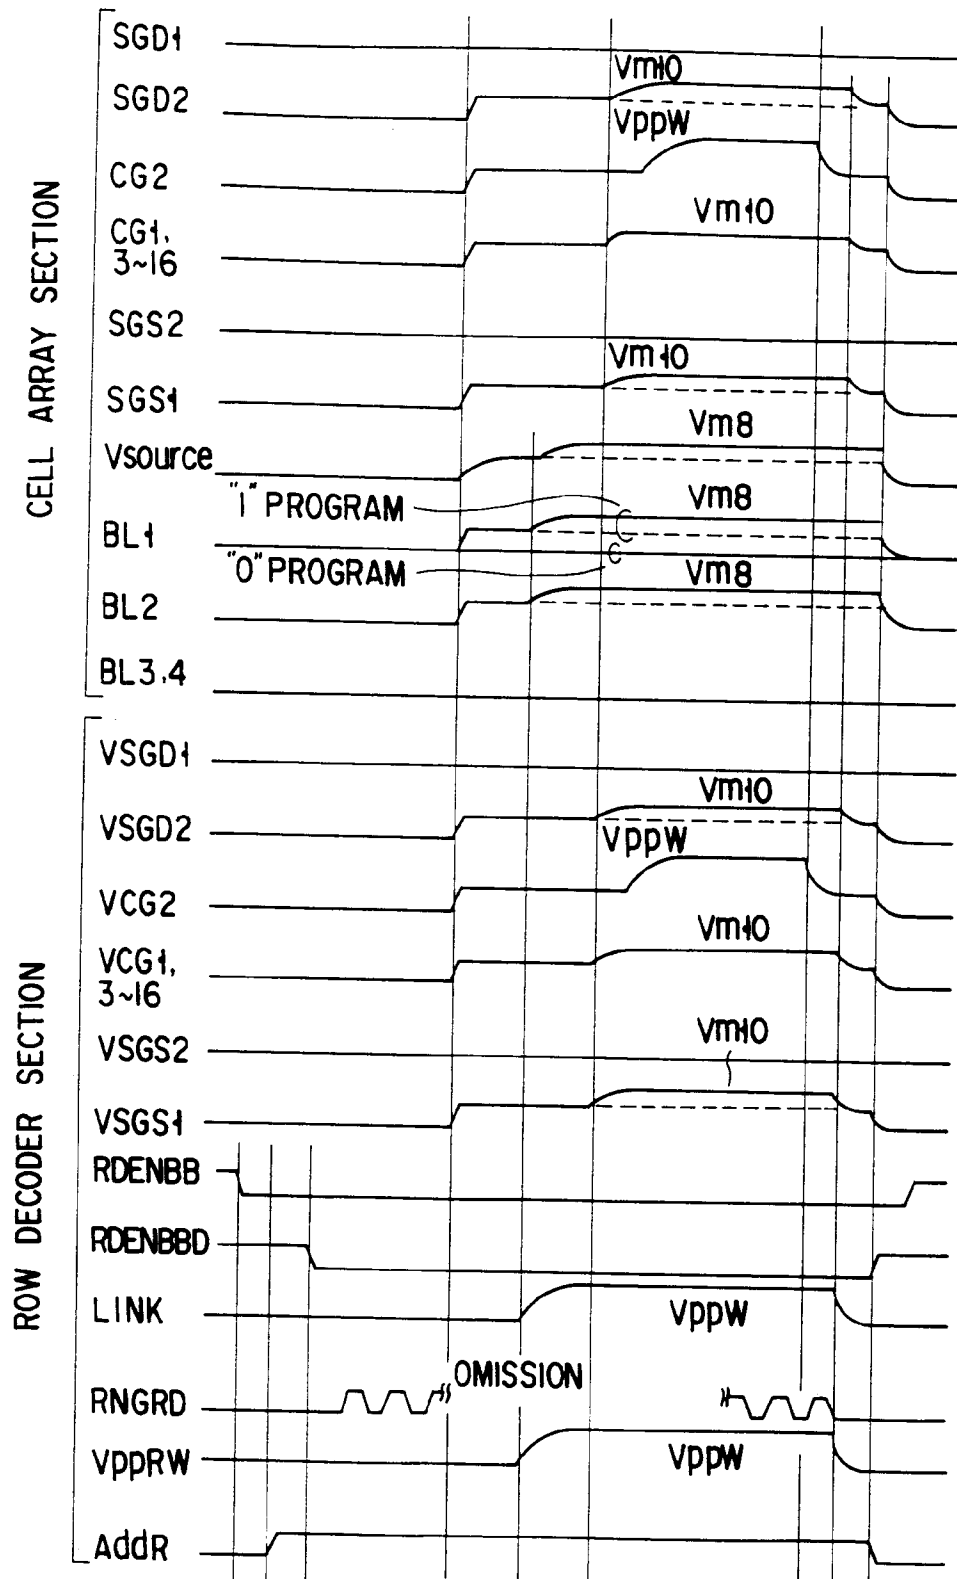 CELL ARRAY SECTION
SGD1
SGD2
Vm10
CG2
VppW
CG1,
3~16
Vm10
SGS2
SGS1
Vm10
Vsource
Vm8
"1" PROGRAM
BL1
Vm8
"0" PROGRAM
BL2
Vm8
BL3,4
ROW DECODER SECTION
VSGD1
VSGD2
Vm10
VCG2
VppW
VCG1,
3~16
Vm10
VSGS2
VSGS1
Vm10
RDENBB
RDENBBD
LINK
VppW
RNGRD
OMISSION
VppRW
VppW
AddR